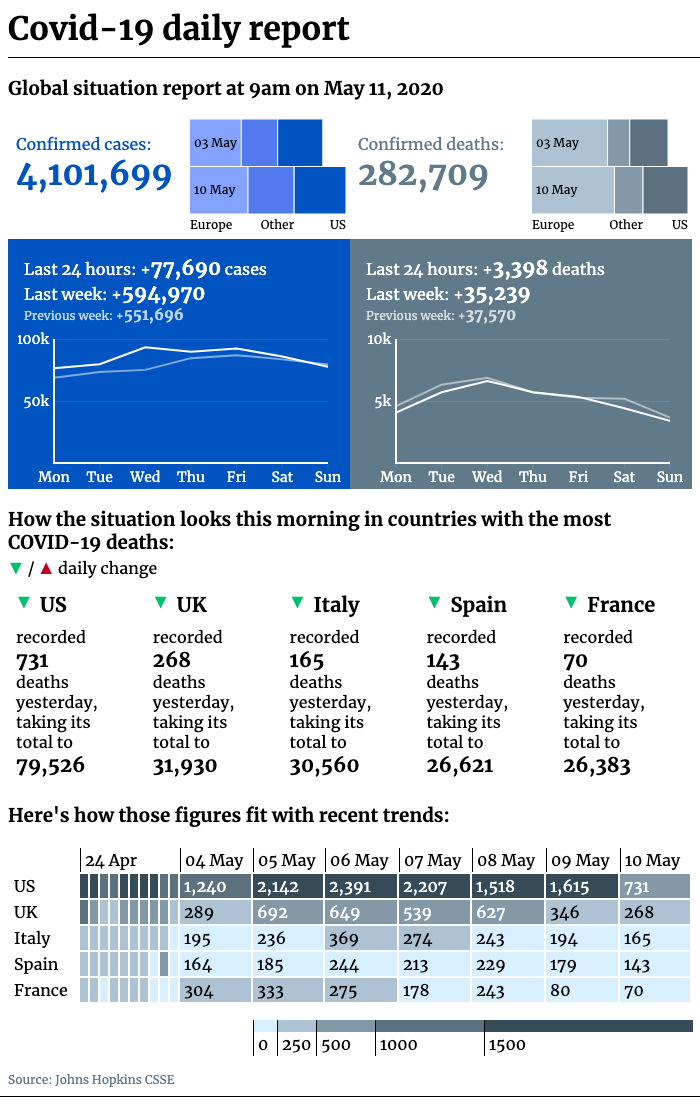 Covid-19 daily report
Global situation report at 9am on May 11, 2020
Confirmed cases:
4,101,699
03 May
10 May
Europe Other US
Confirmed deaths:
282,709
03 May
10 May
Europe Other US
Last 24 hours: +77,690 cases
Last week: +594,970
Previous week: +551,696
100k
50k
Mon Tue Wed Thu Fri Sat Sun
Last 24 hours: +3,398 deaths
Last week: +35,239
Previous week: +37,570
10k
5k
Mon Tue Wed Thu Fri Sat Sun
How the situation looks this morning in countries with the most
COVID-19 deaths:
▼ / ▲ daily change
▼ US
recorded
731
deaths
yesterday,
taking its
total to
79,526
▼ UK
recorded
268
deaths
yesterday,
taking its
total to
31,930
▼ Italy
recorded
165
deaths
yesterday,
taking its
total to
30,560
▼ Spain
recorded
143
deaths
yesterday,
taking its
total to
26,621
▼ France
recorded
70
deaths
yesterday,
taking its
total to
26,383
Here's how those figures fit with recent trends:
24 Apr 04 May 05 May 06 May 07 May 08 May 09 May 10 May
US 1,240 2,142 2,391 2,207 1,518 1,615 731
UK 289 692 649 539 627 346 268
Italy 195 236 369 274 243 194 165
Spain 164 185 244 213 229 179 143
France 304 333 275 178 243 80 70
0 250 500 1000 1500
Source: Johns Hopkins CSSE